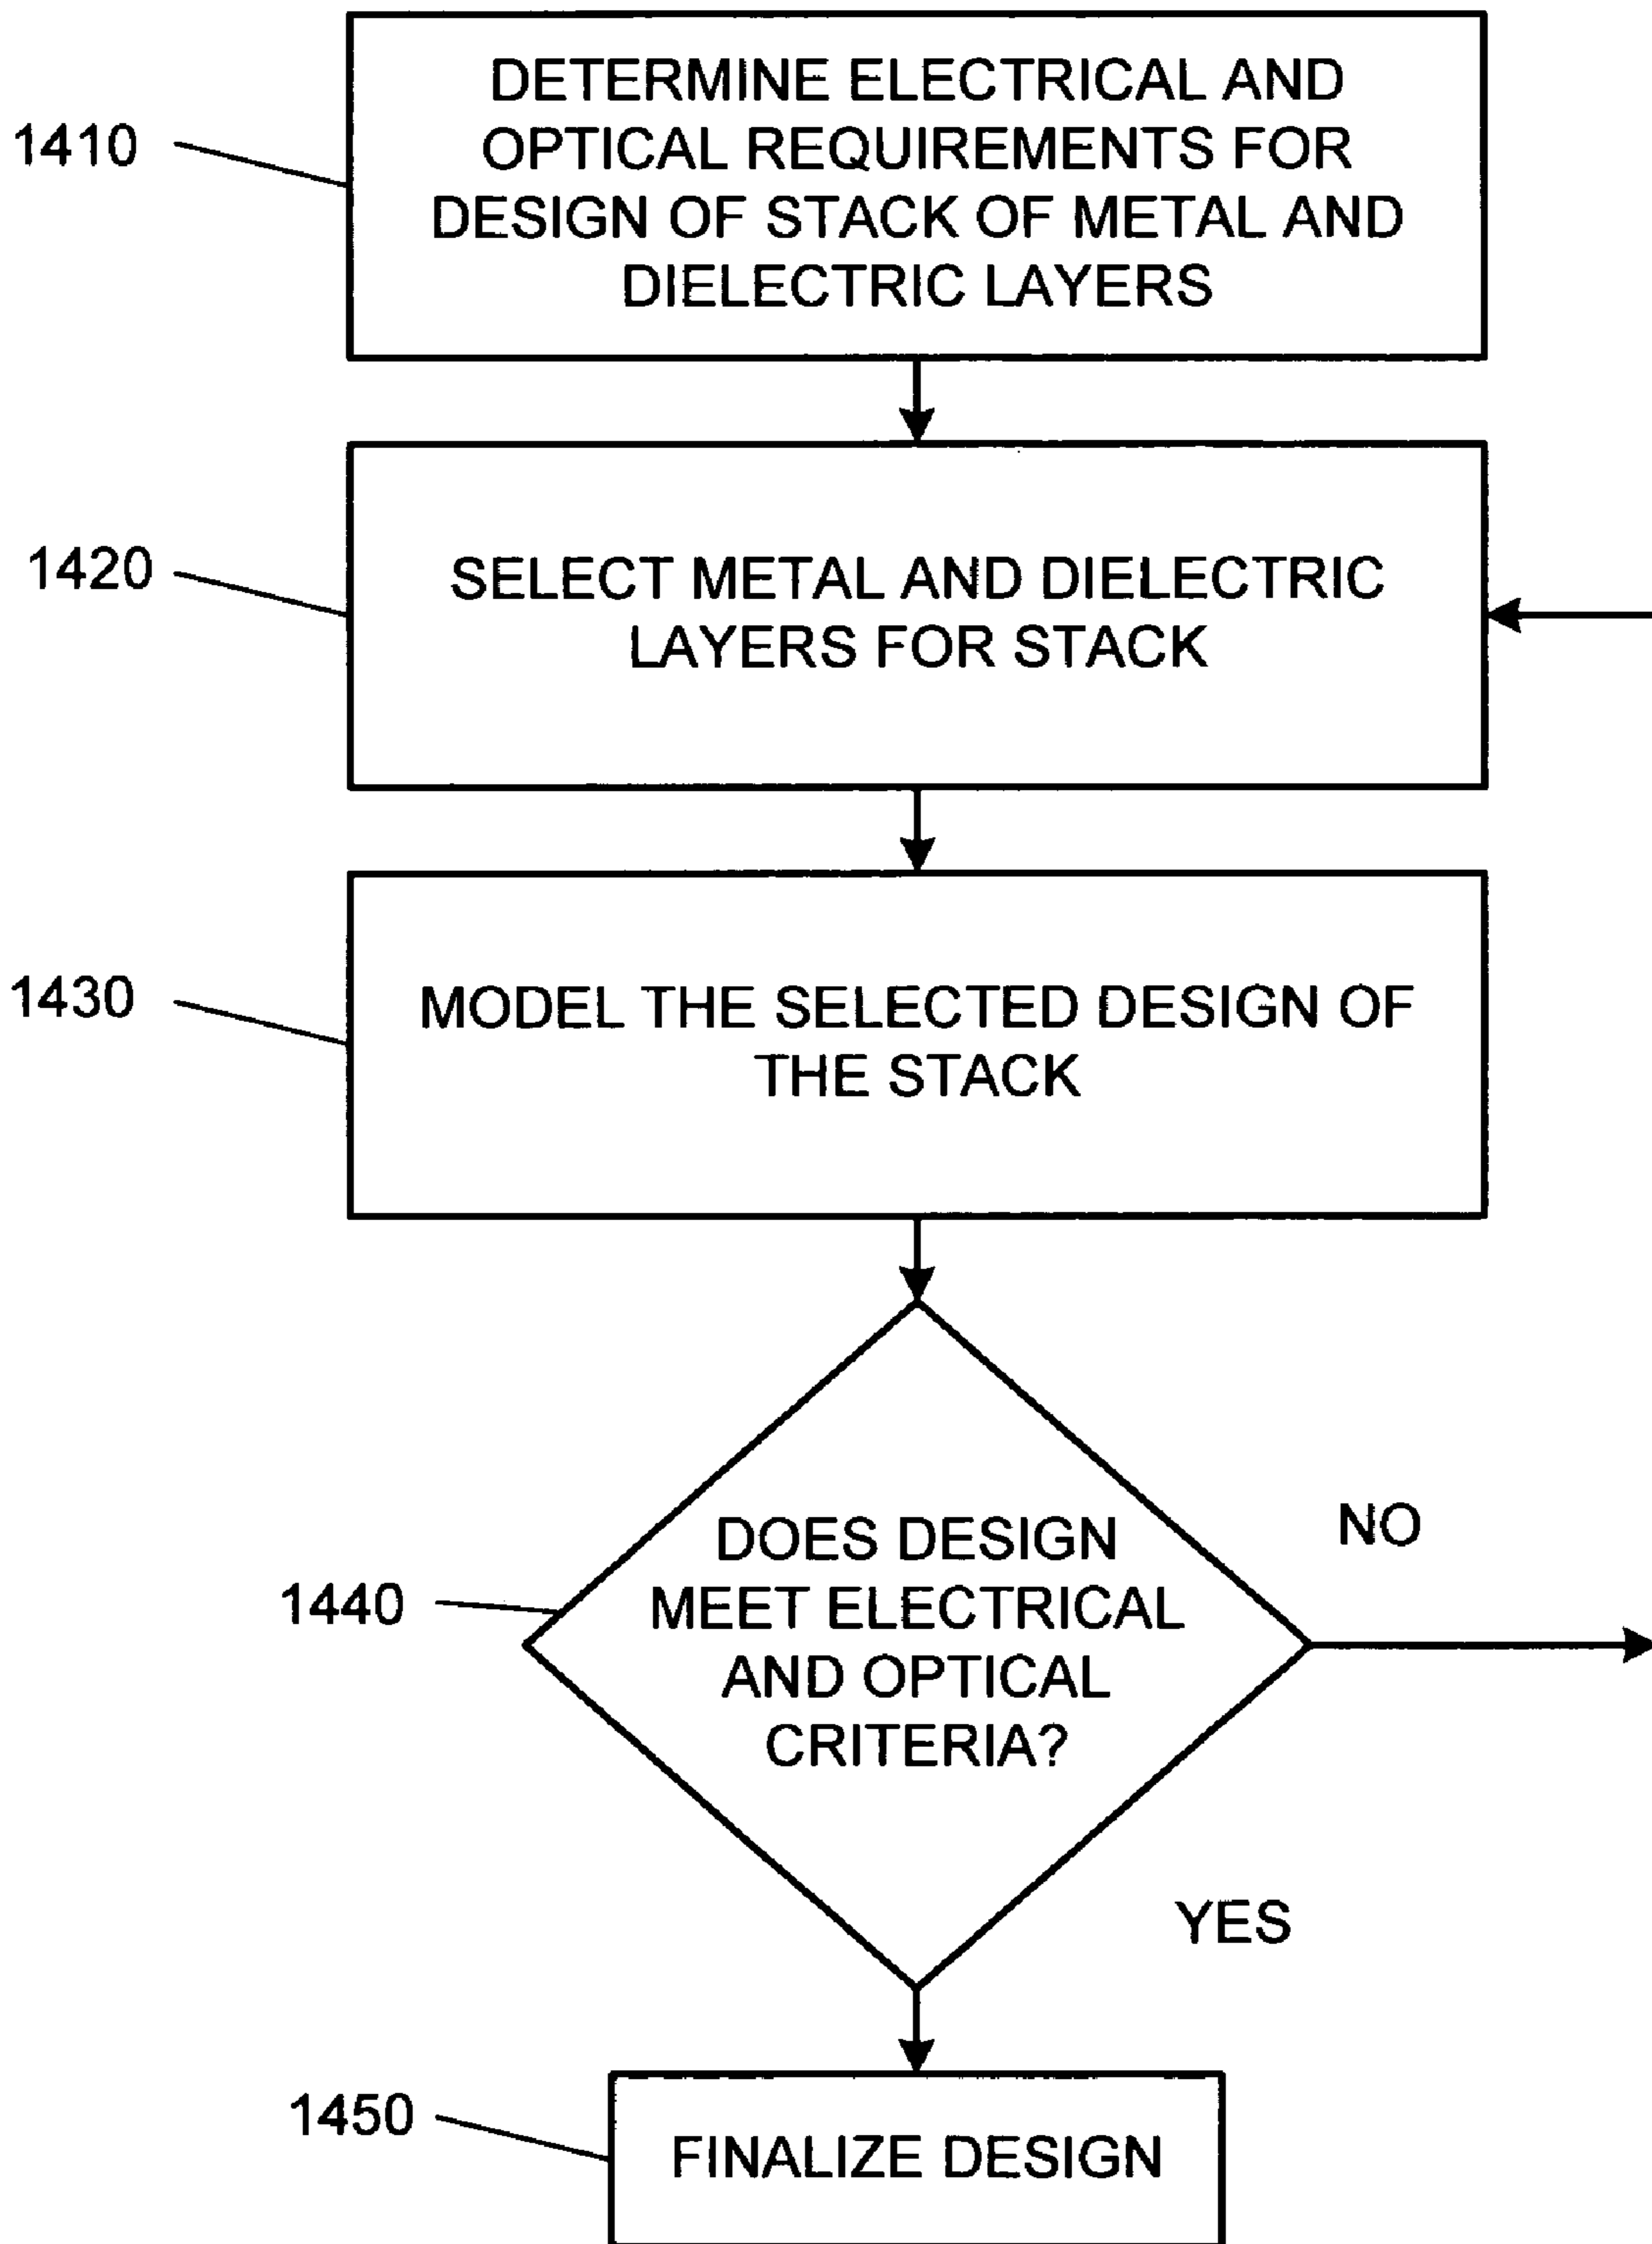 1410
DETERMINE ELECTRICAL AND
OPTICAL REQUIREMENTS FOR
DESIGN OF STACK OF METAL AND
DIELECTRIC LAYERS
1420
SELECT METAL AND DIELECTRIC
LAYERS FOR STACK
1430
MODEL THE SELECTED DESIGN OF
THE STACK
1440
DOES DESIGN
MEET ELECTRICAL
AND OPTICAL
CRITERIA?
NO
YES
1450
FINALIZE DESIGN